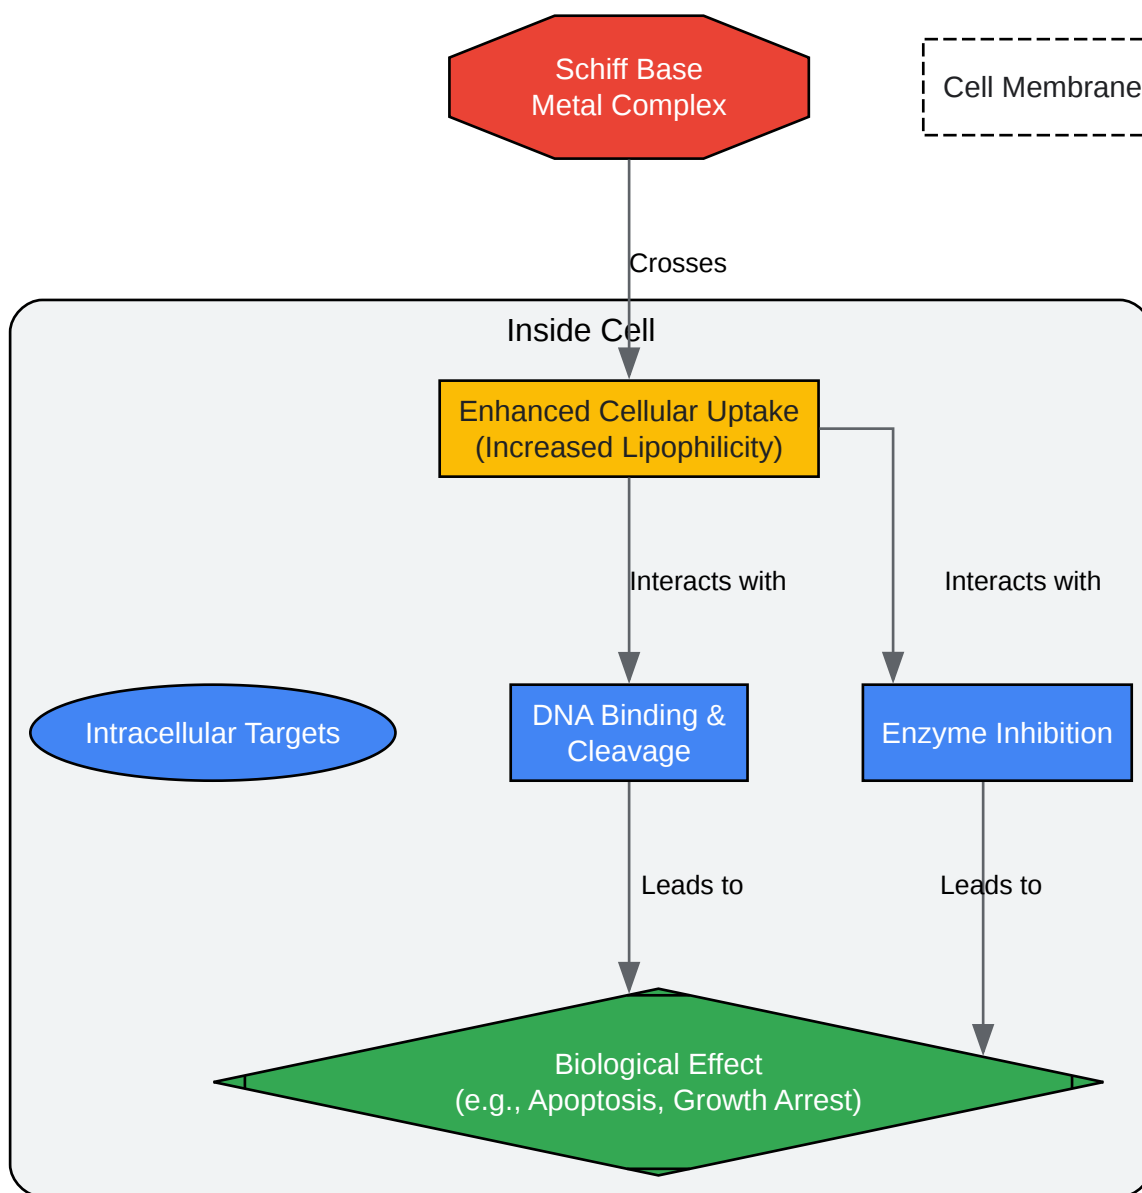 Schiff Base
Metal Complex
Cell Membrane
Crosses
Inside Cell
Enhanced Cellular Uptake
(Increased Lipophilicity)
Interacts with
Interacts with
Intracellular Targets
DNA Binding &
Cleavage
Enzyme Inhibition
Leads to
Leads to
Biological Effect
(e.g., Apoptosis, Growth Arrest)